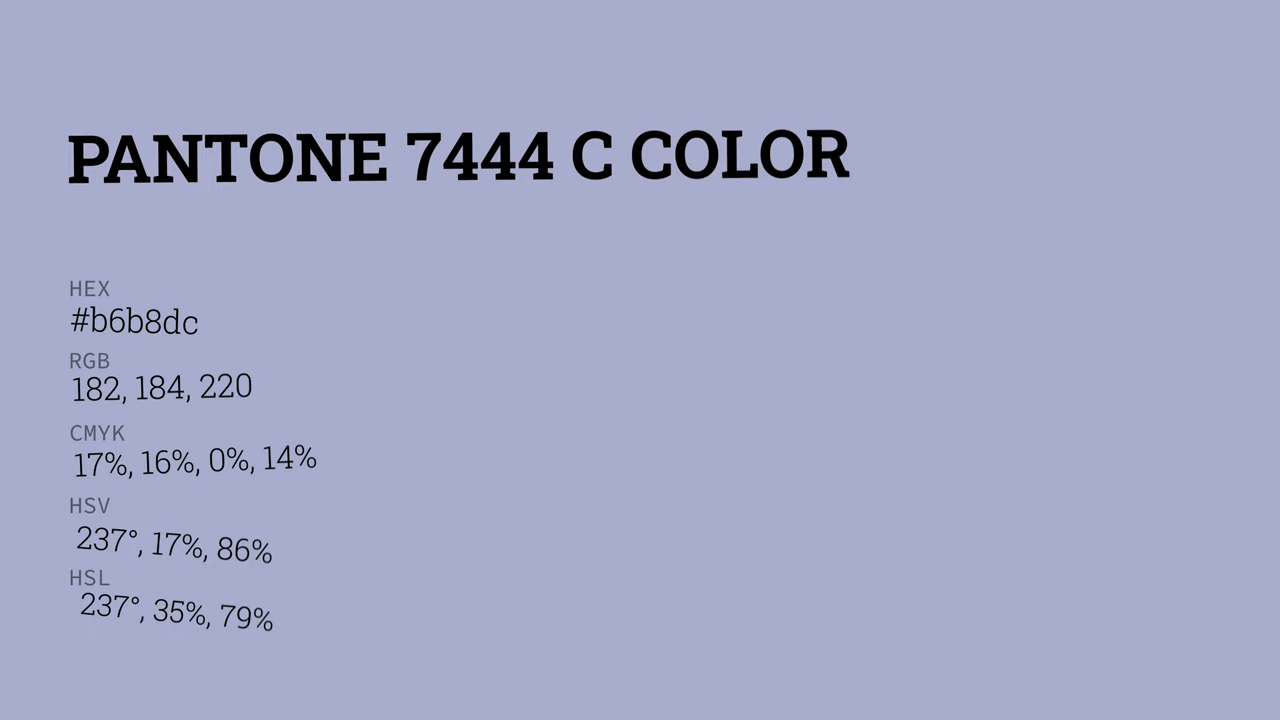 PANTONE 7444 C COLOR
HEX
#b6b8dc
RGB
182, 184, 220
CMYK
17%, 16%, 0%, 14%
HSV
237°, 17%, 86%
HSL
237°, 35%, 79%